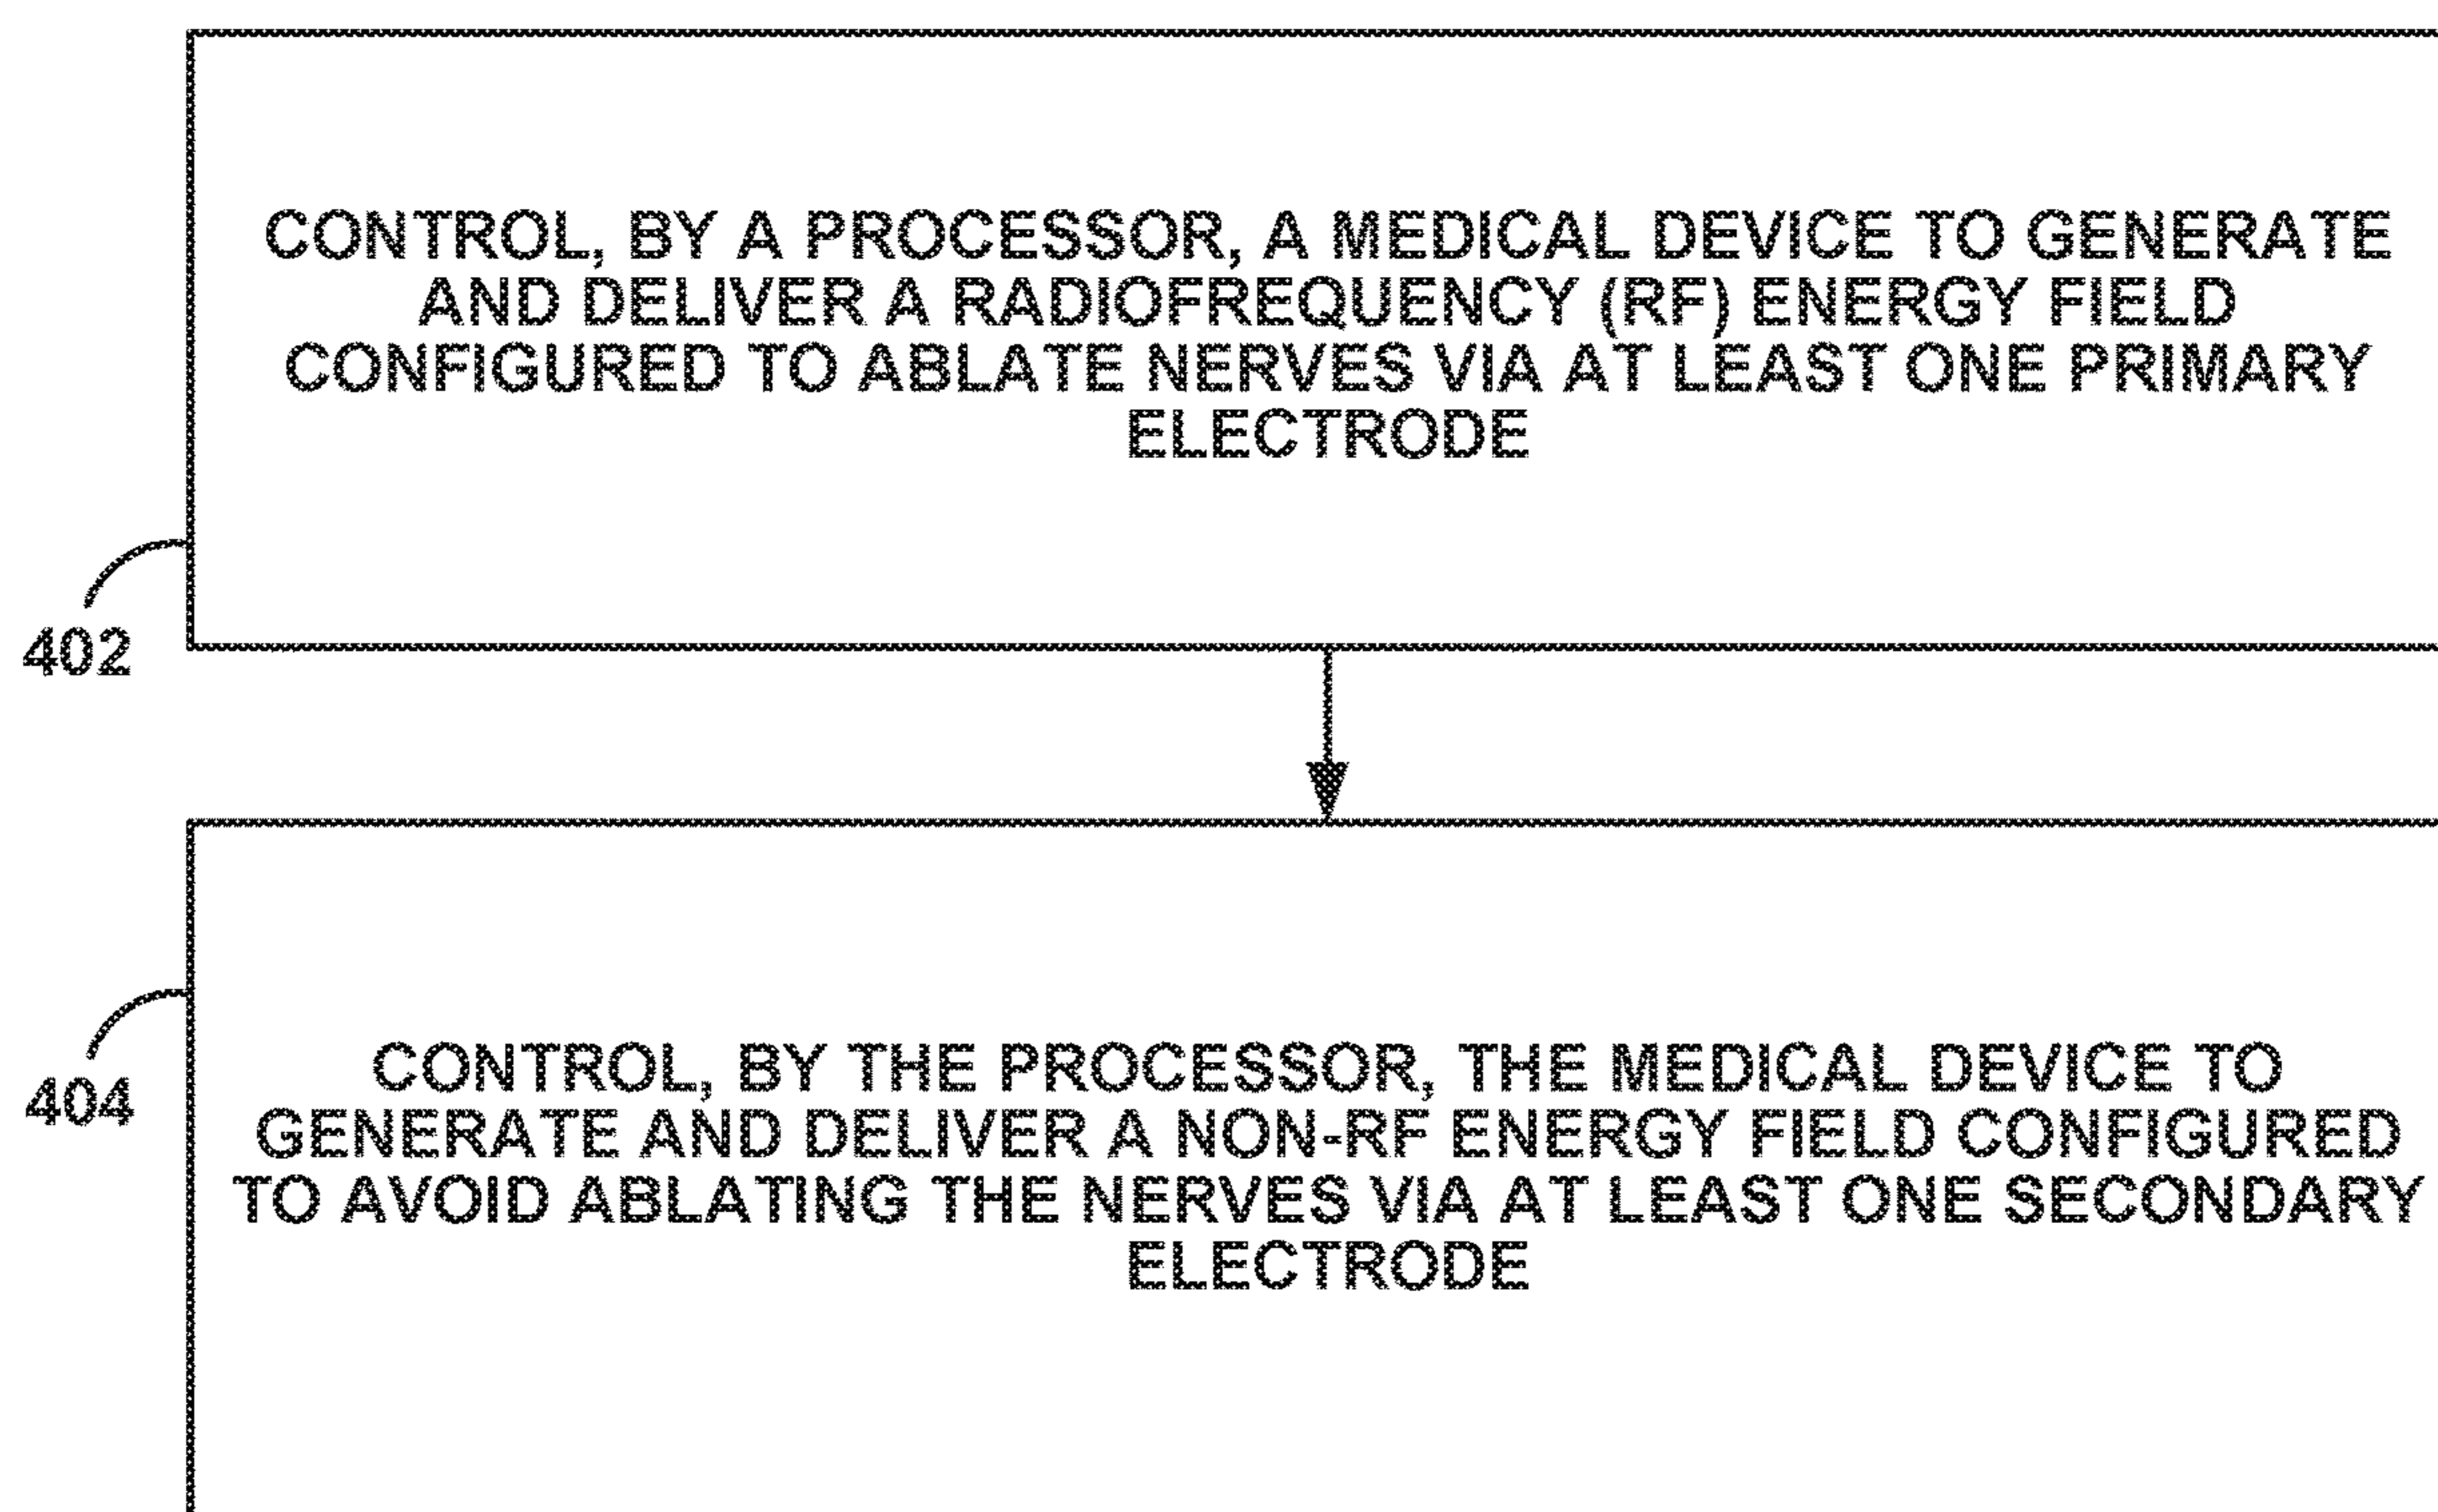 CONTROL, BY A PROCESSOR, A MEDICAL DEVICE TO GENERATE
AND DELIVER A RADIOFREQUENCY (RF) ENERGY FIELD
CONFIGURED TO ABLATE NERVES VIA AT LEAST ONE PRIMARY
ELECTRODE
402
404
CONTROL, BY THE PROCESSOR, THE MEDICAL DEVICE TO
GENERATE AND DELIVER A NON-RF ENERGY FIELD CONFIGURED
TO AVOID ABLATING THE NERVES VIA AT LEAST ONE SECONDARY
ELECTRODE